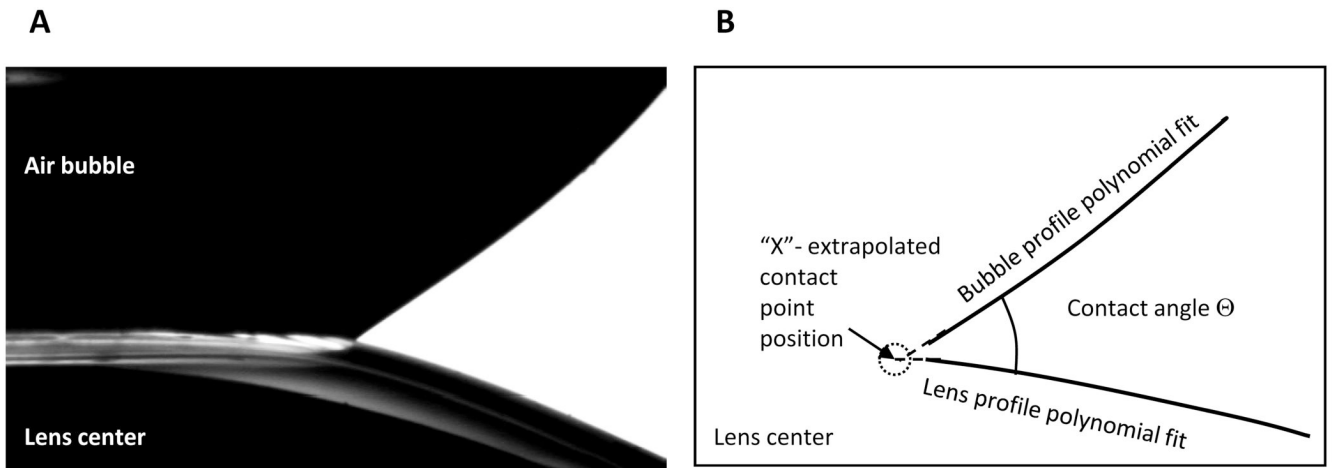 A
Air bubble
Lens center
B
Bubble profile polynomial fit
“X”- extrapolated
contact
point
position
Contact angle Θ
Lens profile polynomial fit
Lens center